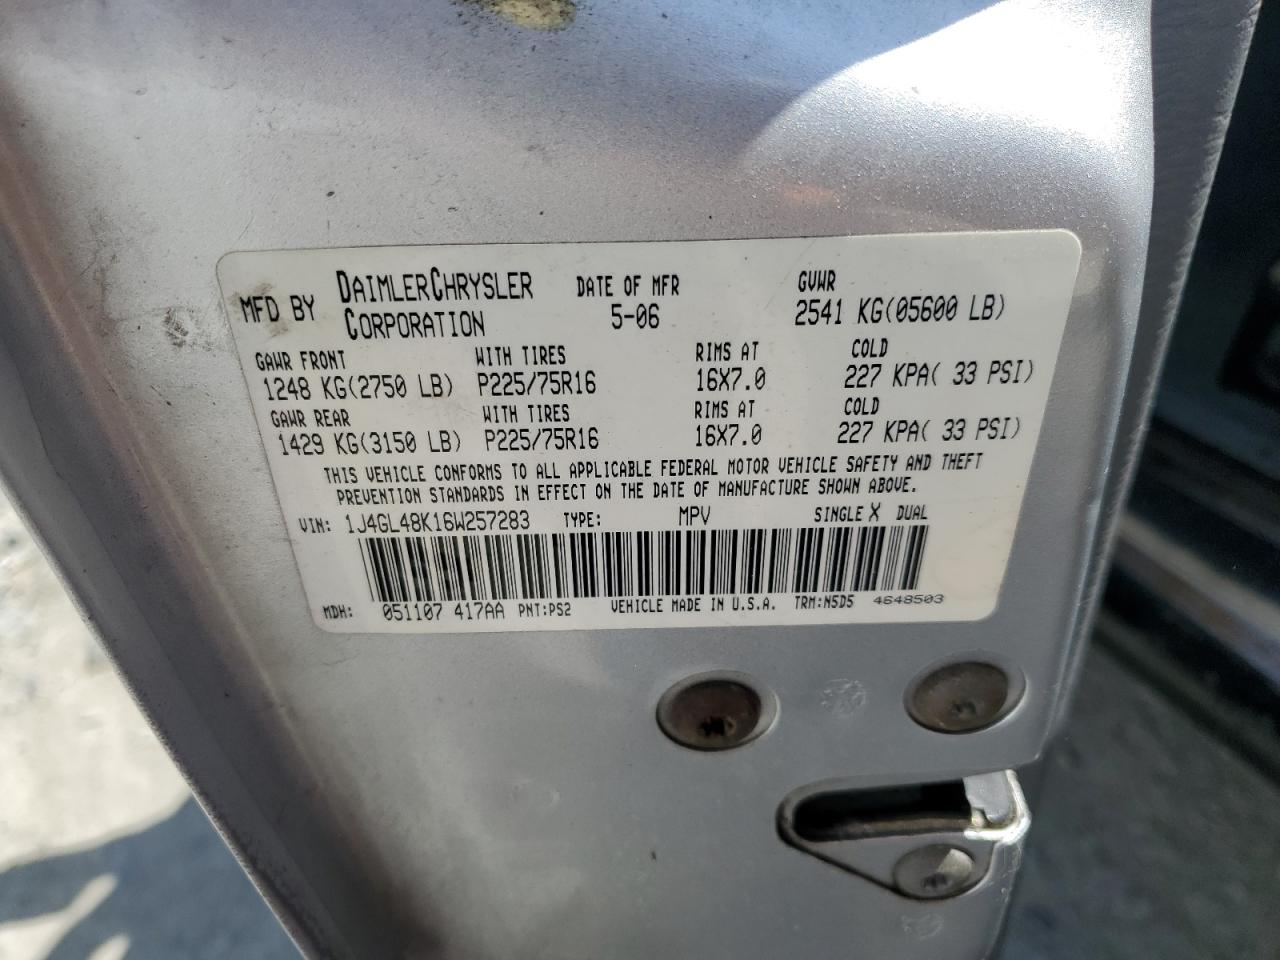 MFD BY DAIMLERCHRYSLER CORPORATION DATE OF MFR 5-06 GVWR 2541 KG(05600 LB)
GAWR FRONT WITH TIRES RIMS AT COLD
1248 KG(2750 LB) P225/75R16 16X7.0 227 KPA( 33 PSI)
GAWR REAR WITH TIRES RIMS AT COLD
1429 KG(3150 LB) P225/75R16 16X7.0 227 KPA( 33 PSI)
THIS VEHICLE CONFORMS TO ALL APPLICABLE FEDERAL MOTOR VEHICLE SAFETY AND THEFT
PREVENTION STANDARDS IN EFFECT ON THE DATE OF MANUFACTURE SHOWN ABOVE.
VIN: 1J4GL48K16W257283 TYPE: MPV SINGLE X DUAL
MDH: 051107 417AA PNT:PS2 VEHICLE MADE IN U.S.A. TRM:N5D5 4648503